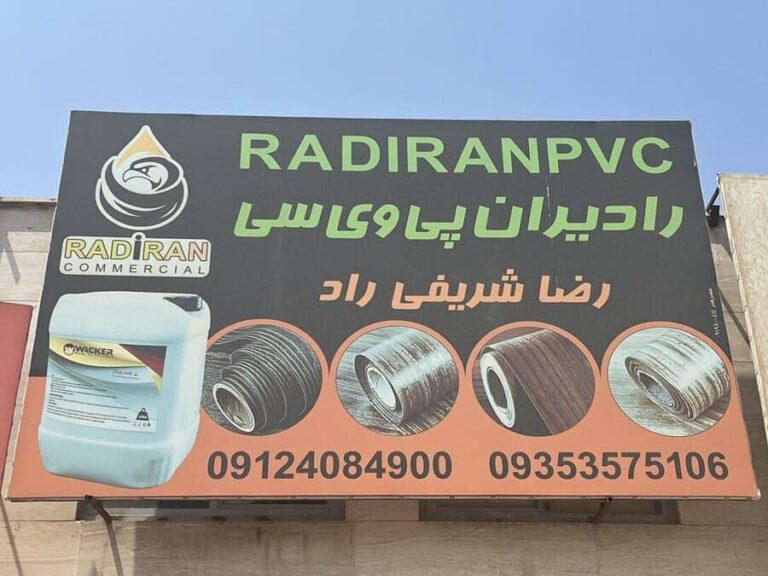 RADIRANPVC
رادیران پی وی سی
RADiRAN
COMMERCIAL
رضا شریفی راد
WACKER
09124084900
09353575106